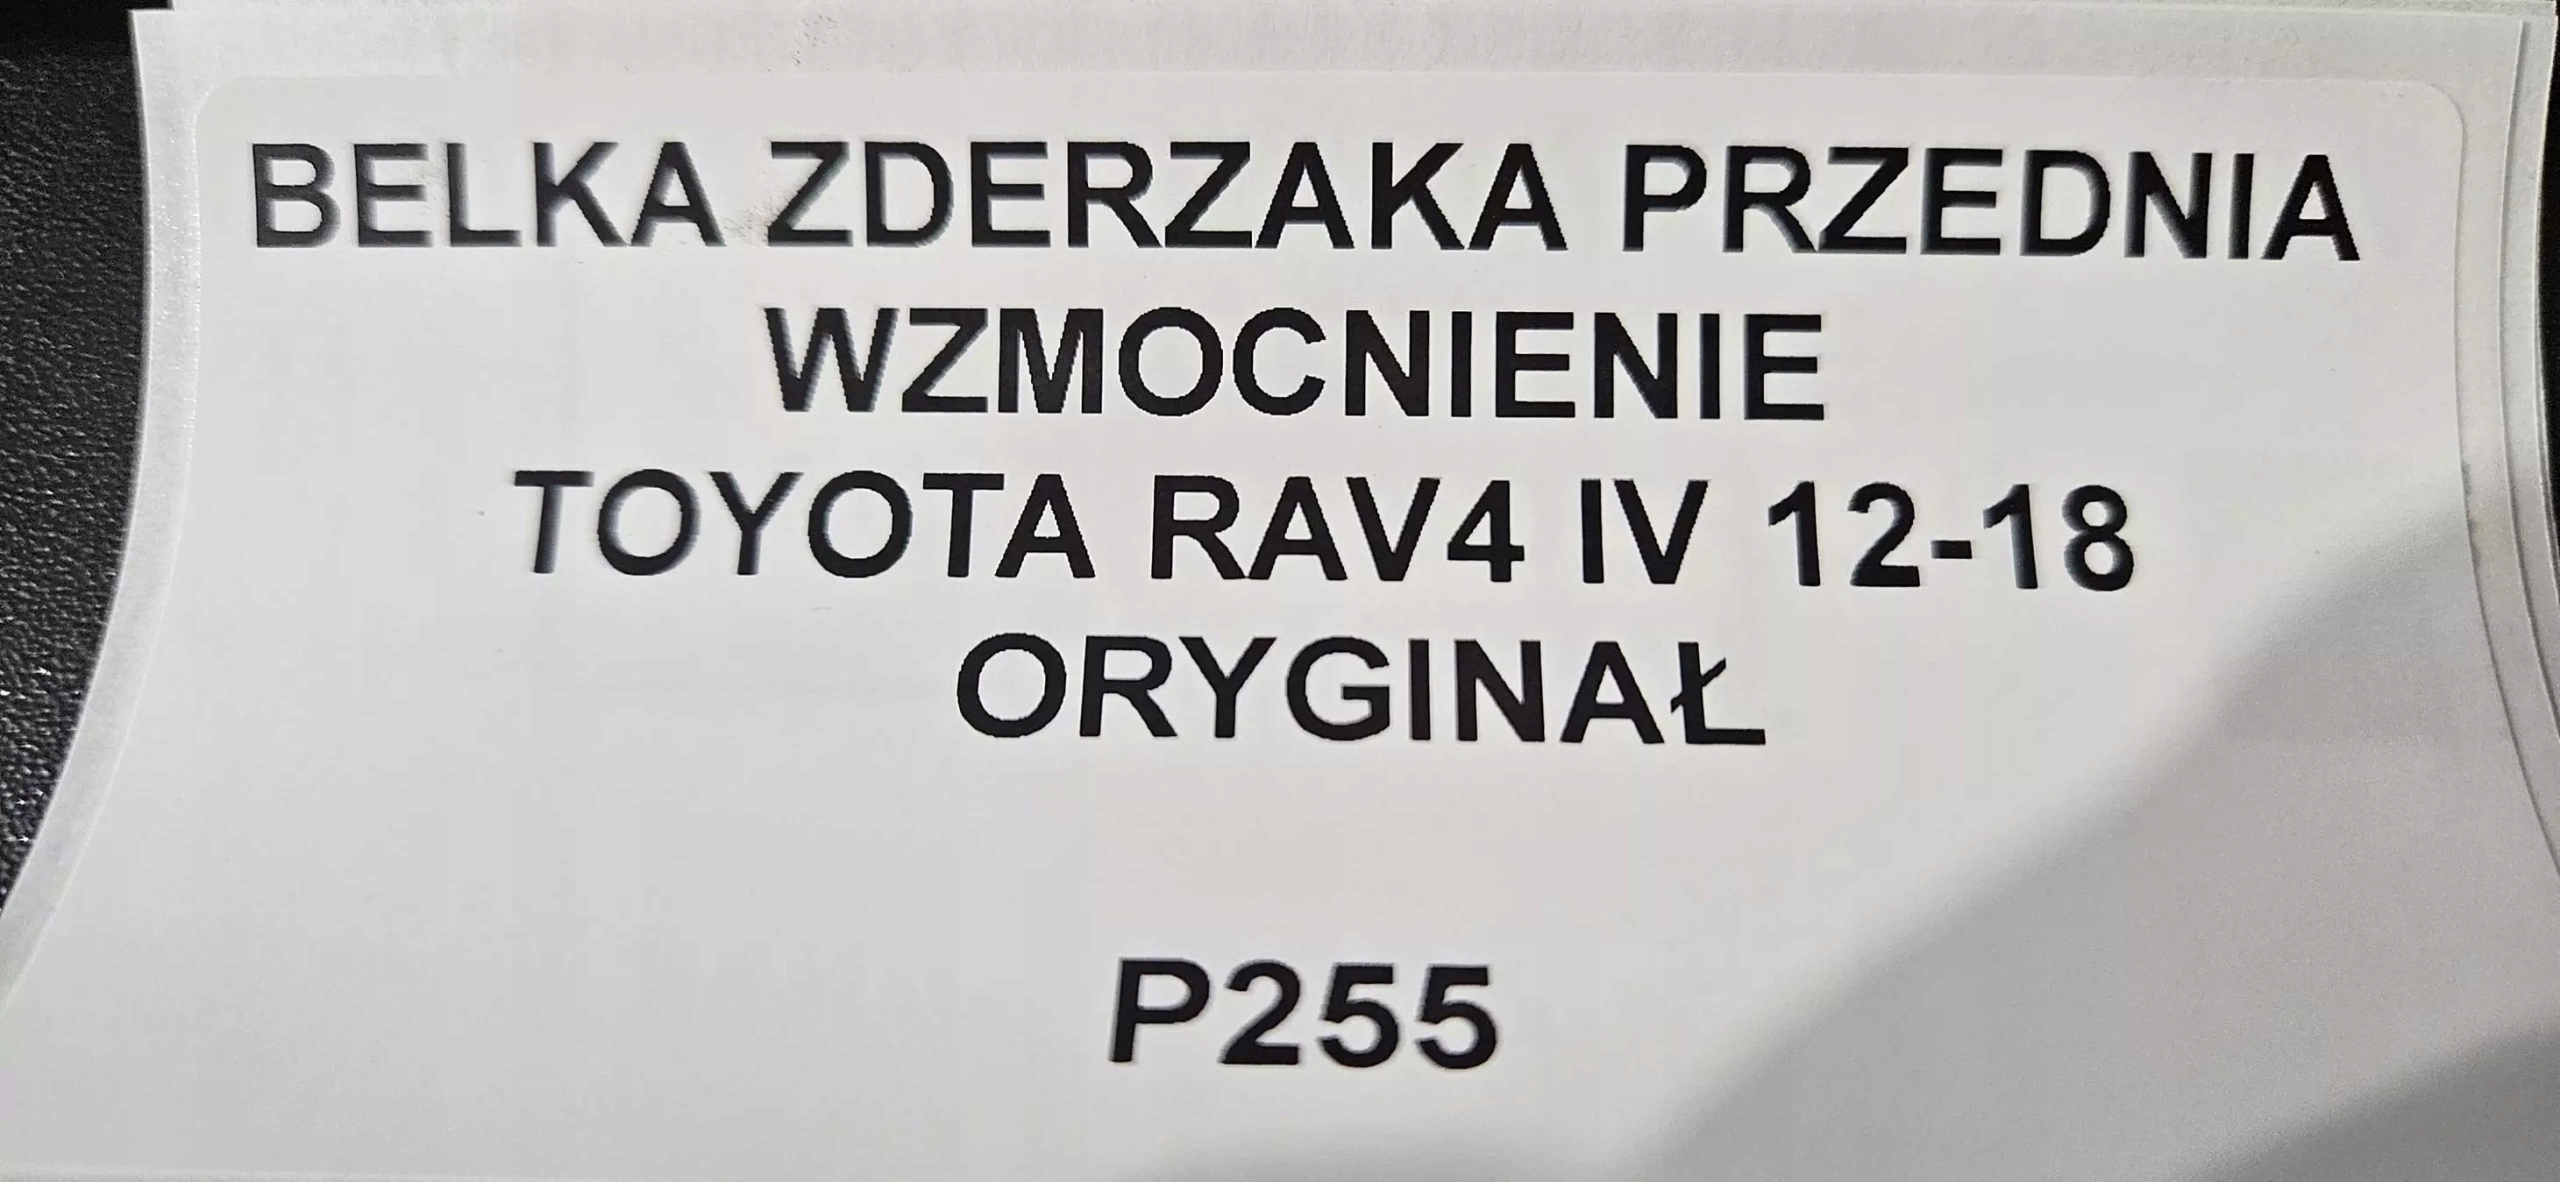 BELKA ZDERZAKA PRZEDNIA
WZMOCNIENIE
TOYOTA RAV4 IV 12-18
ORYGINAŁ
P255